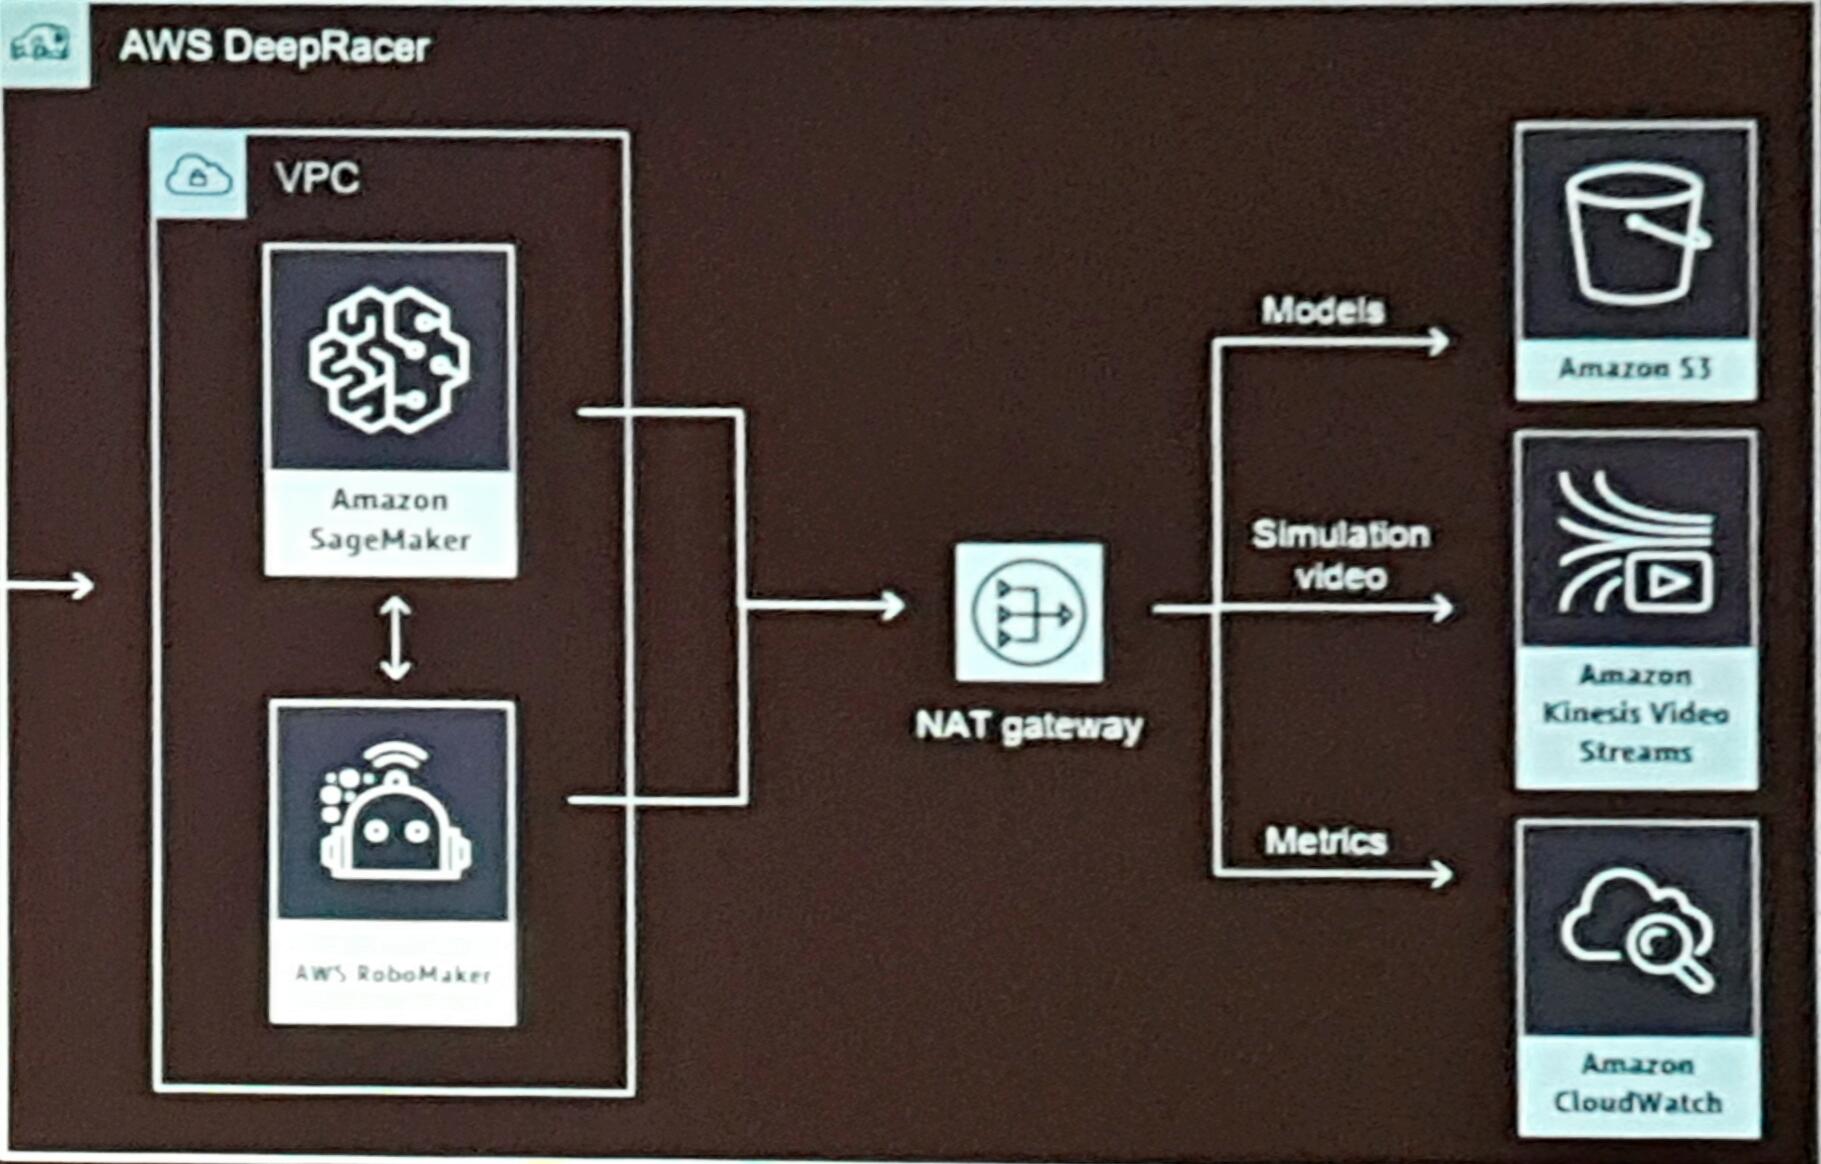 AWS DeepRacer
VPC
Amazon
SageMaker
AWS RoboMaker
NAT gateway
Models
Simulation
video
Metrics
Amazon S3
Amazon
Kinesis Video
Streams
Amazon
CloudWatch